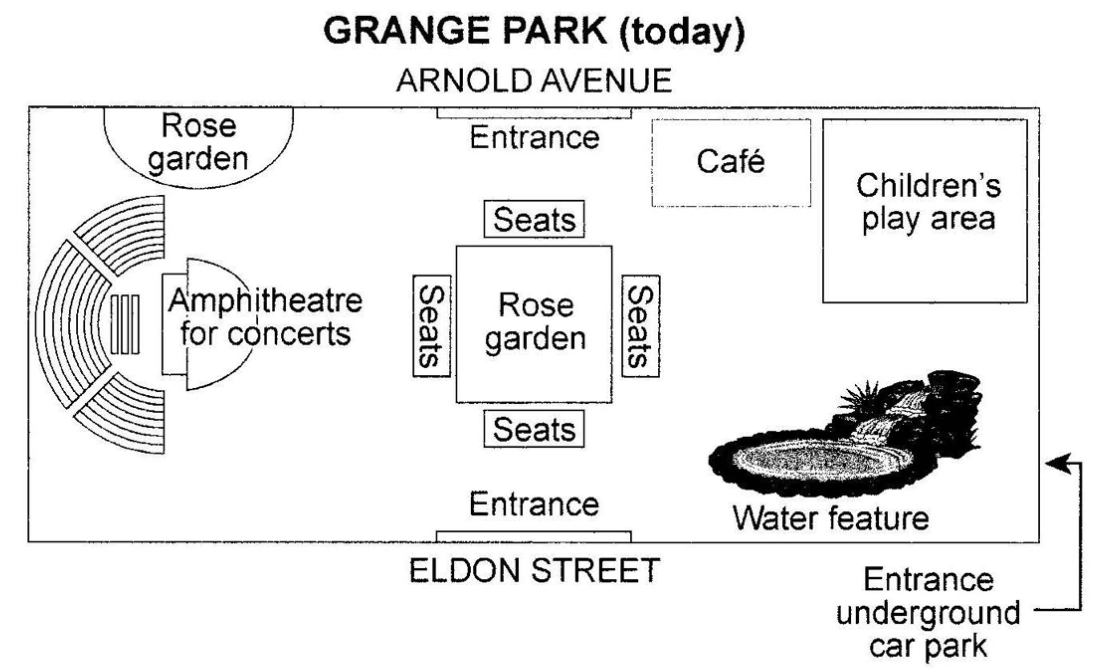 GRANGE PARK (today)
ARNOLD AVENUE
Rose
garden
Entrance
Café
Children's
play area
Seats
Amphitheatre
for concerts
Seats
Rose
garden
Seats
Seats
Entrance
Water feature
ELDON STREET
Entrance
underground
car park